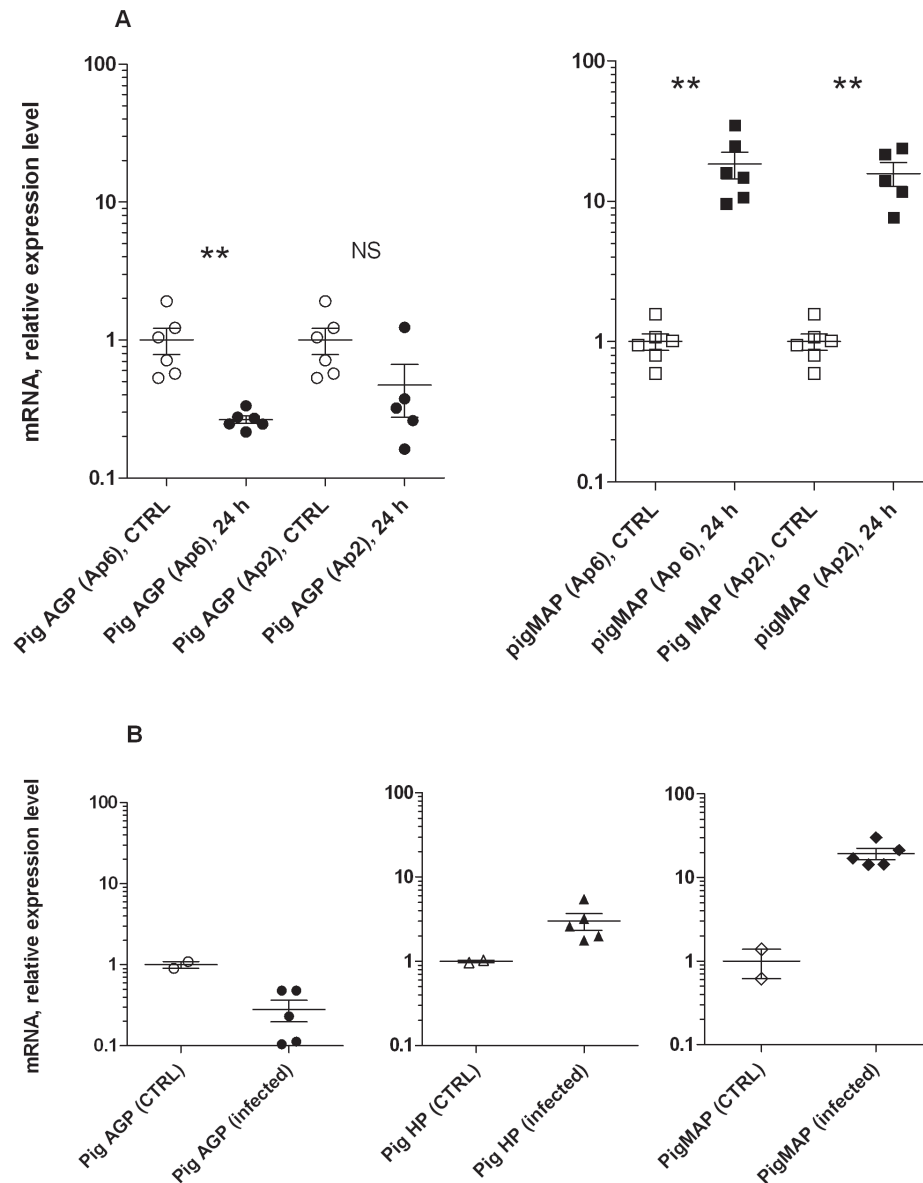 A
mRNA, relative expression level
100
10
1
0.1
**
NS
Pig AGP (Ap6), CTRL
Pig AGP (Ap6), 24 h
Pig AGP (Ap2), CTRL
Pig AGP (Ap2), 24 h
100
10
1
0.1
**
**
pigMAP (Ap6), CTRL
pigMAP (Ap 6), 24 h
Pig MAP (Ap2), CTRL
pigMAP (Ap2), 24 h
B
mRNA, relative expression level
100
10
1
0.1
Pig AGP (CTRL)
Pig AGP (infected)
100
10
1
0.1
Pig HP (CTRL)
Pig HP (infected)
100
10
1
0.1
PigMAP (CTRL)
PigMAP (infected)